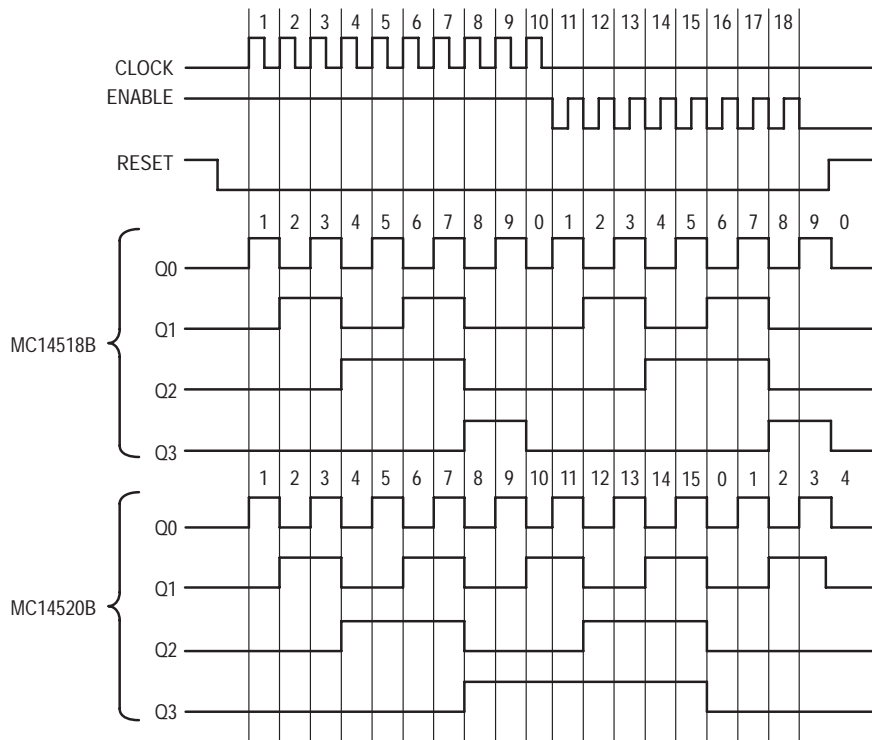 1 2 3 4 5 6 7 8 9 10 11 12 13 14 15 16 17 18
CLOCK
ENABLE
RESET
1 2 3 4 5 6 7 8 9 0 1 2 3 4 5 6 7 8 9 0
Q0
Q1
MC14518B
Q2
Q3
1 2 3 4 5 6 7 8 9 10 11 12 13 14 15 0 1 2 3 4
Q0
Q1
MC14520B
Q2
Q3